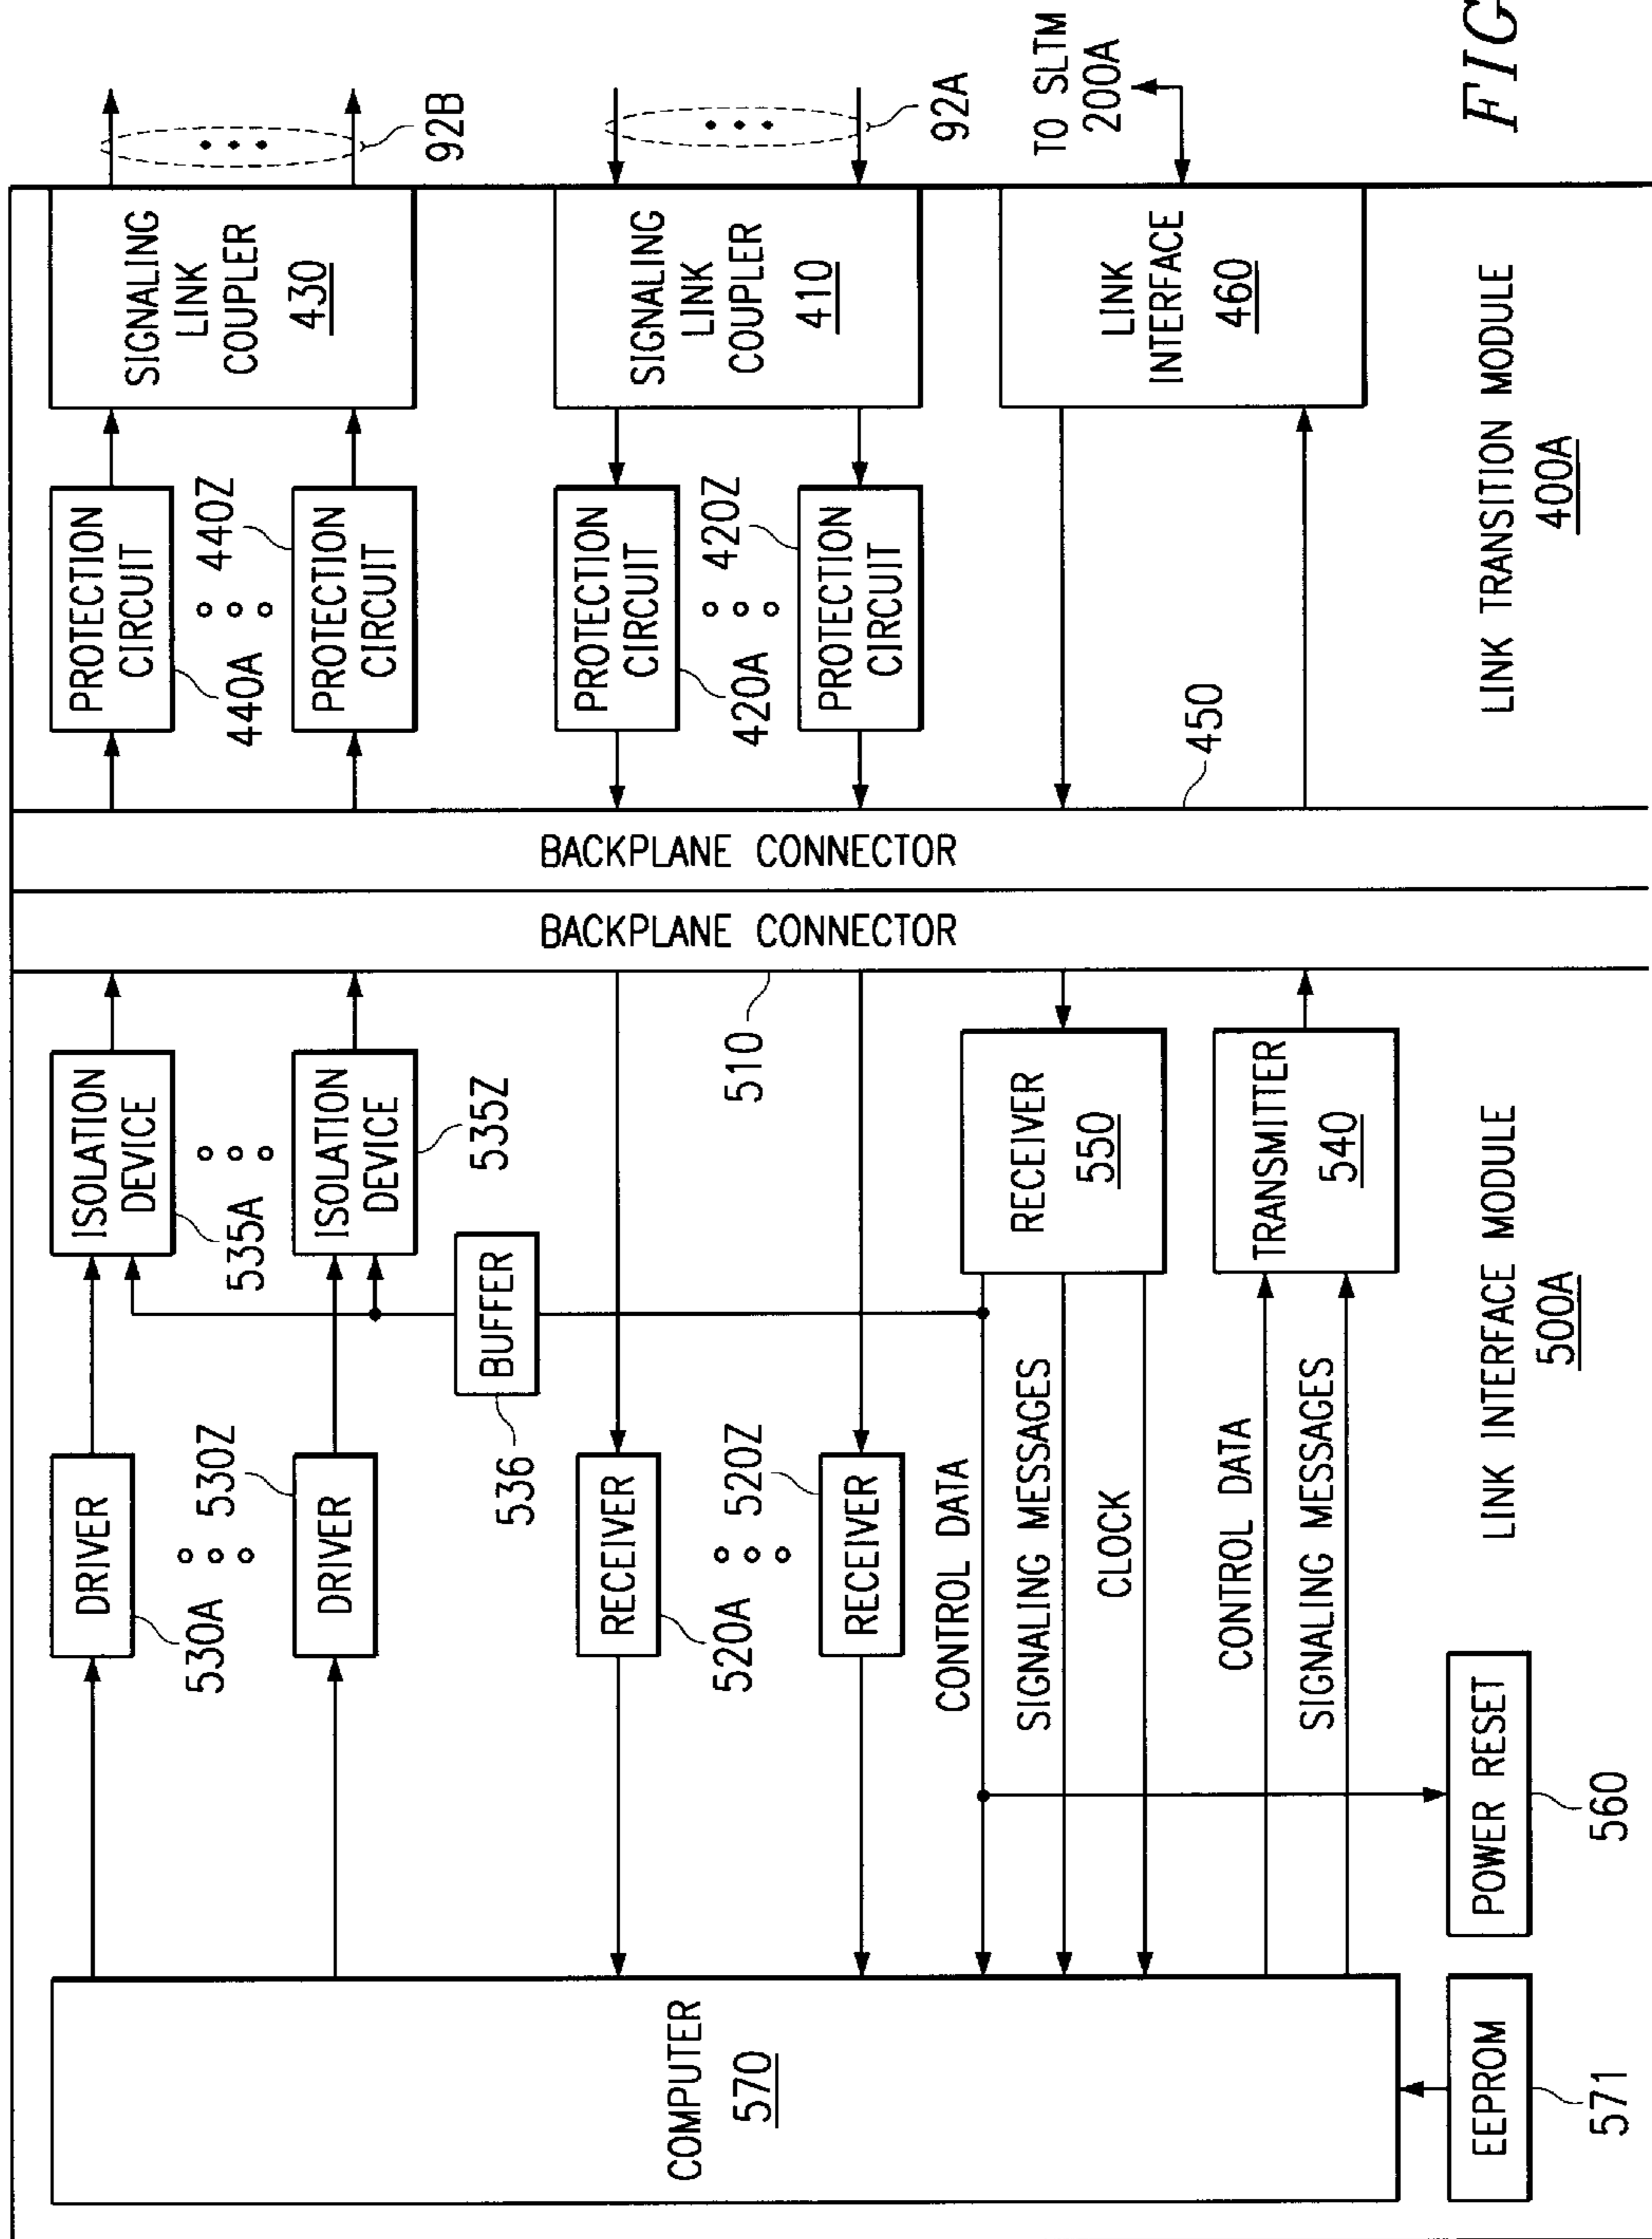 COMPUTER
570
EEPROM
571
POWER RESET
560
DRIVER
530A
530Z
DRIVER
ISOLATION
DEVICE
535A
ISOLATION
DEVICE
535Z
BUFFER
536
RECEIVER
520A
520Z
RECEIVER
CONTROL DATA
SIGNALING MESSAGES
CLOCK
CONTROL DATA
SIGNALING MESSAGES
RECEIVER
550
TRANSMITTER
540
510
LINK INTERFACE MODULE
500A
BACKPLANE CONNECTOR
BACKPLANE CONNECTOR
450
PROTECTION
CIRCUIT
440A
440Z
PROTECTION
CIRCUIT
PROTECTION
CIRCUIT
420A
420Z
PROTECTION
CIRCUIT
SIGNALING
LINK
COUPLER
430
SIGNALING
LINK
COUPLER
410
LINK
INTERFACE
460
LINK TRANSITION MODULE
400A
92B
92A
TO SLTM
200A
FIG